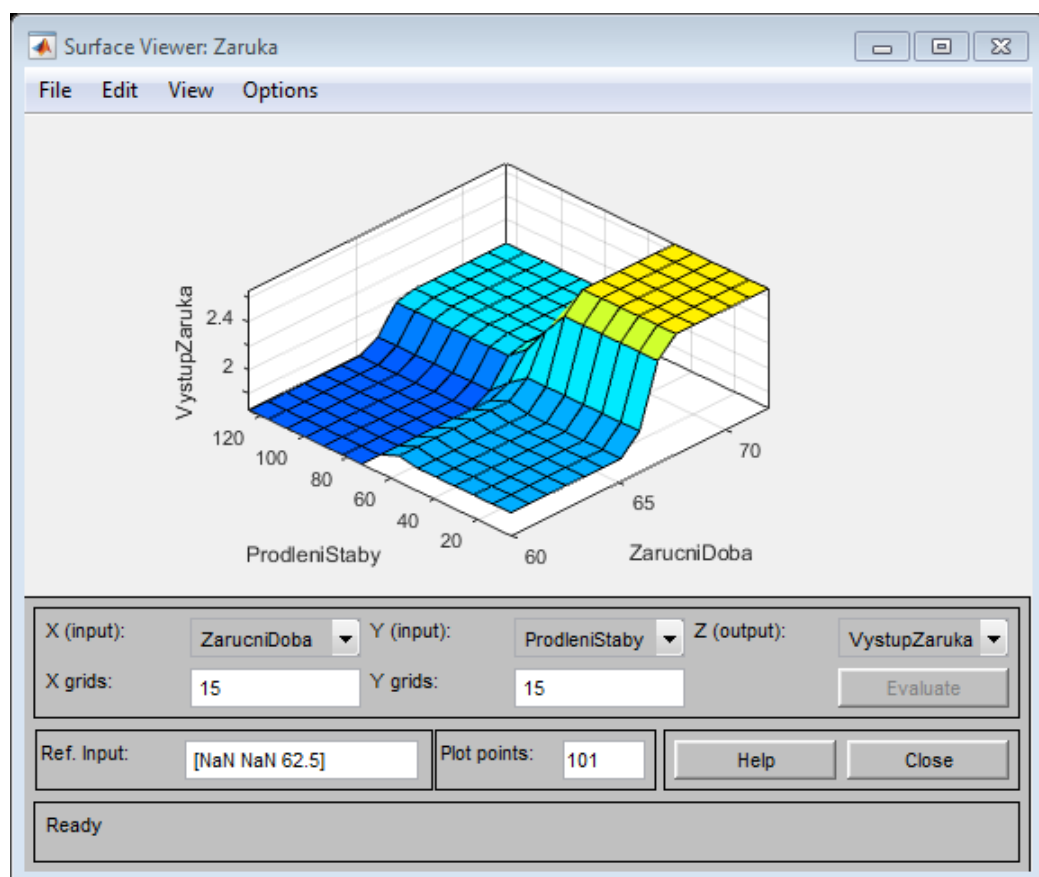 Surface Viewer: Zaruka
File Edit View Options
VystupZaruka
2.4
2
120
100
80
60
40
20
60
65
70
ProdleniStaby
ZarucniDoba
X (input): ZarucniDoba Y (input): ProdleniStaby Z (output): VystupZaruka
X grids: 15 Y grids: 15 Evaluate
Ref. Input: [NaN NaN 62.5] Plot points: 101 Help Close
Ready